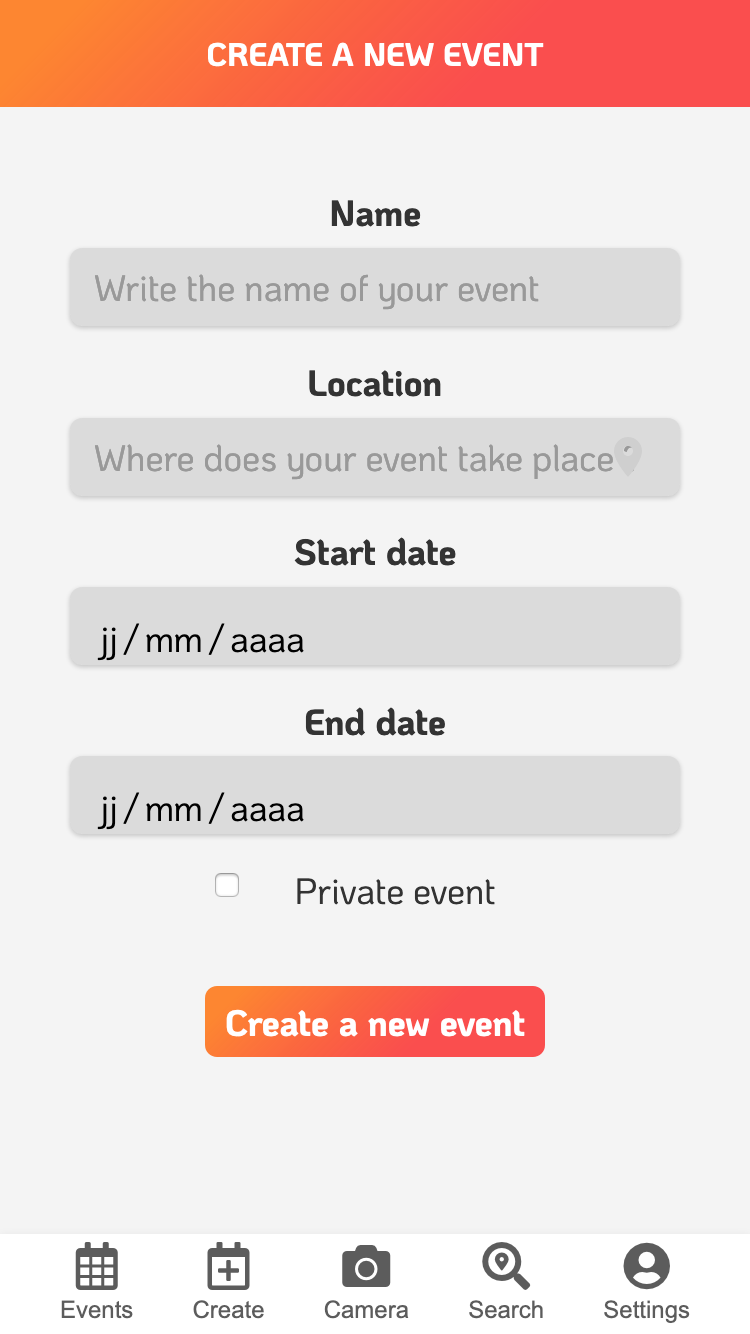 CREATE A NEW EVENT
Name
Write the name of your event
Location
Where does your event take place
Start date
jj/mm/aaaa
End date
jj/mm/aaaa
Private event
Create a new event
Events Create Camera Search Settings